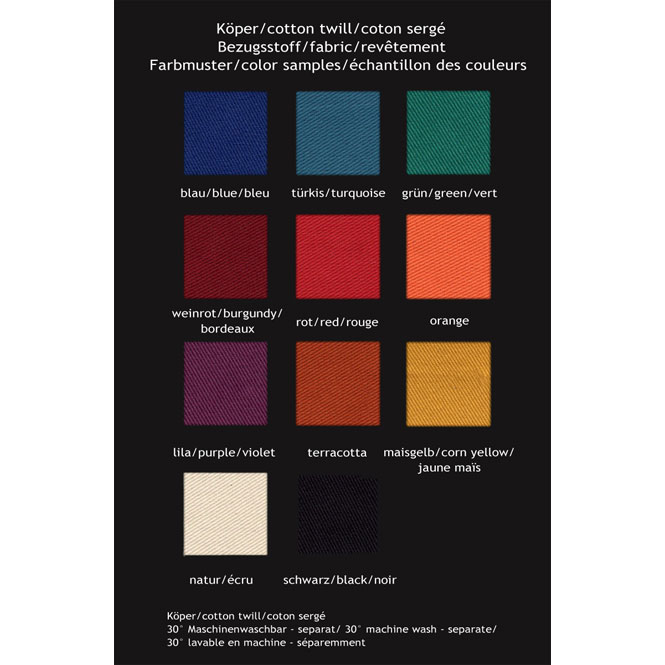 Köper/cotton twill/coton sergé
Bezugsstoff/fabric/revêtement
Farbmuster/color samples/échantillon des couleurs
blau/blue/bleu
türkis/turquoise
grün/green/vert
weinrot/burgundy/
bordeaux
rot/red/rouge
orange
lila/purple/violet
terracotta
maisgelb/corn yellow/
jaune maïs
natur/écru
schwarz/black/noir
Köper/cotton twill/coton sergé
30° Maschinenwaschbar - separat/ 30° machine wash - separate/
30° lavable en machine - séparemment